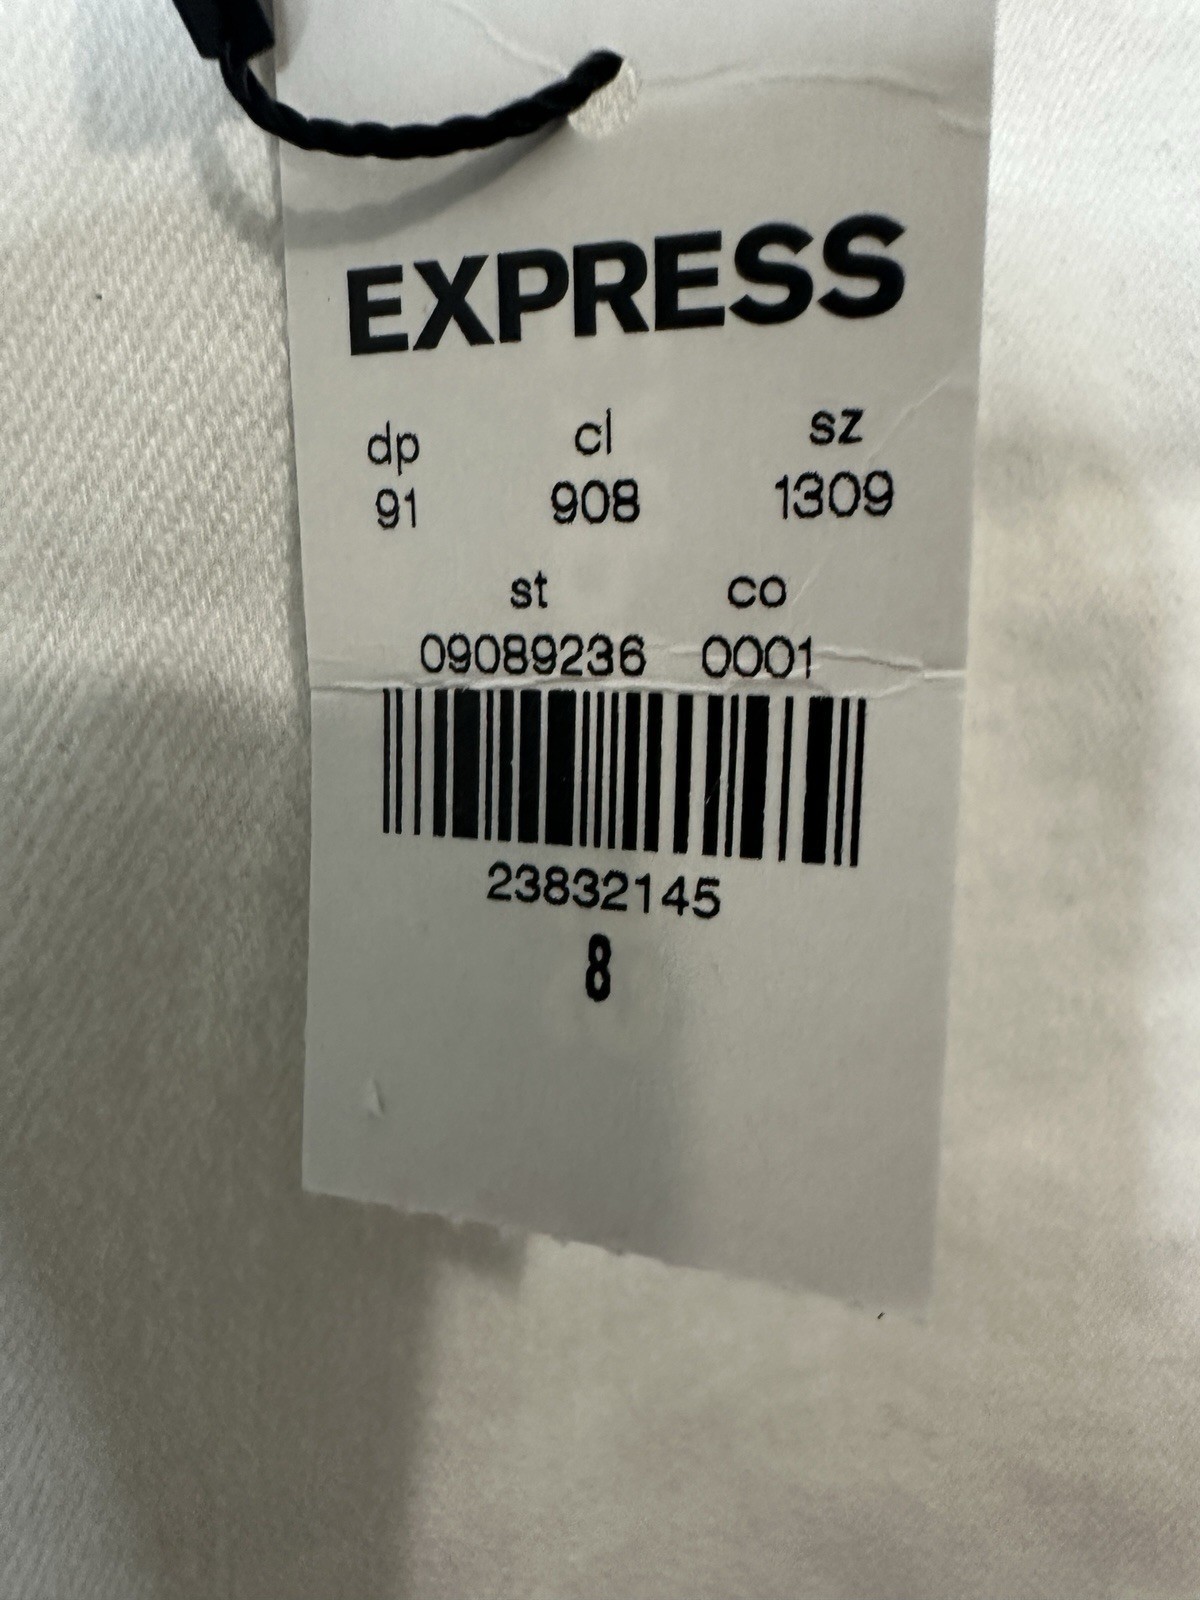 EXPRESS
dp cl sz
91 908 1309
st co
09089236 0001
23832145
8